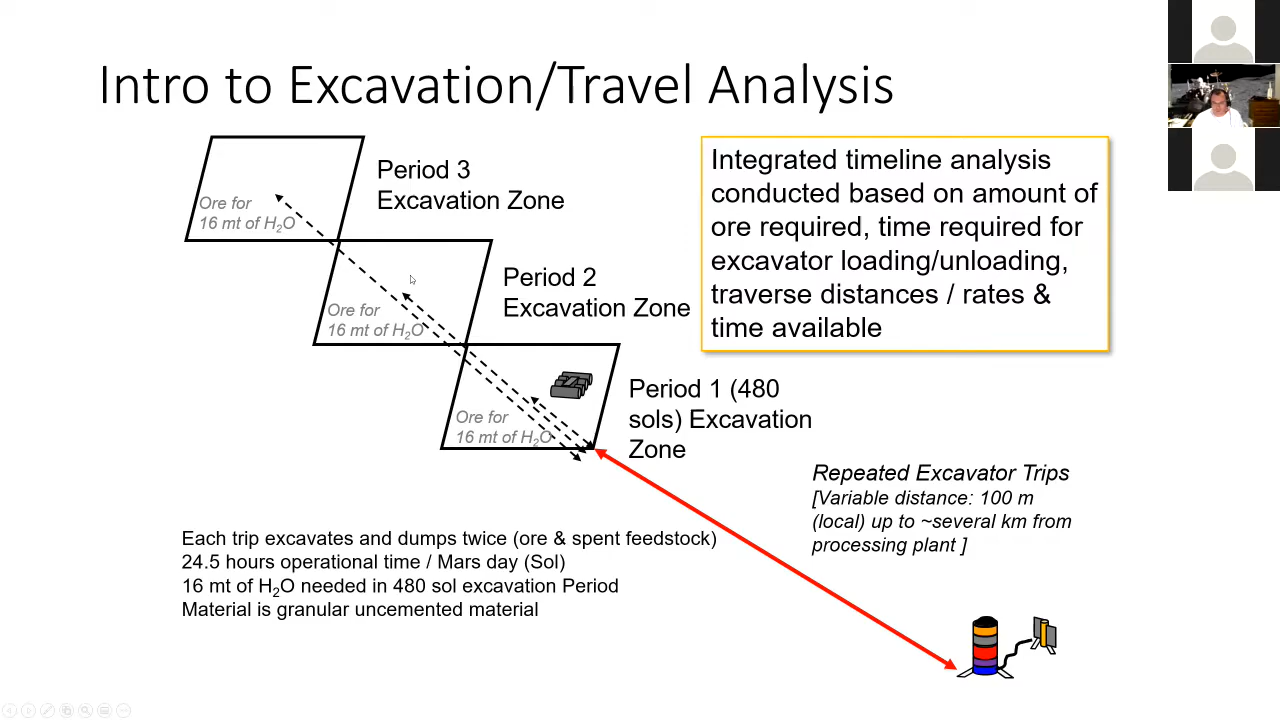 Intro to Excavation/Travel Analysis
Period 3
Excavation Zone
Ore for
16 mt of H₂O
Period 2
Excavation Zone
Ore for
16 mt of H₂O
Period 1 (480
sols) Excavation
Zone
Ore for
16 mt of H₂O
Integrated timeline analysis
conducted based on amount of
ore required, time required for
excavator loading/unloading,
traverse distances / rates &
time available
Repeated Excavator Trips
[Variable distance: 100 m
(local) up to ~several km from
processing plant ]
Each trip excavates and dumps twice (ore & spent feedstock)
24.5 hours operational time / Mars day (Sol)
16 mt of H₂O needed in 480 sol excavation Period
Material is granular uncemented material